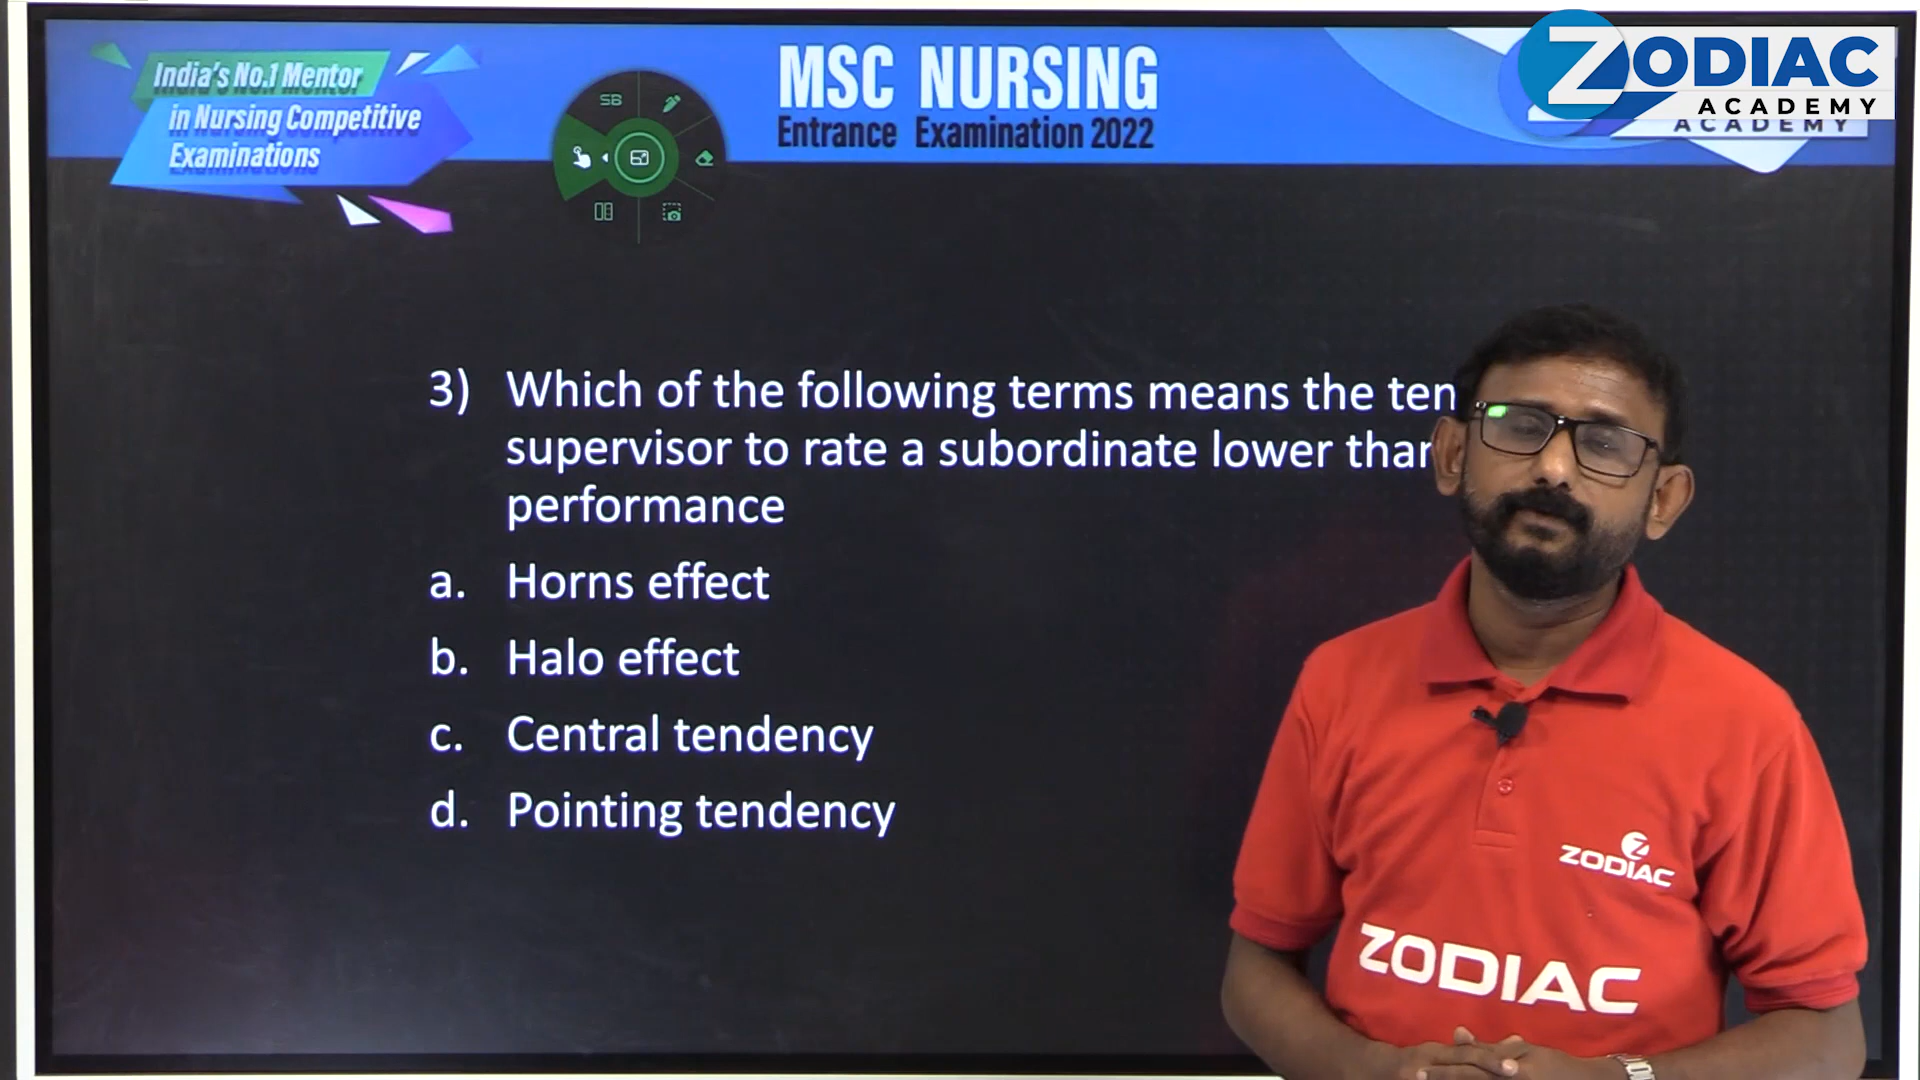 India's No.1 Mentor
in Nursing Competitive
Examinations
SB
MSC NURSING
Entrance Examination 2022
ZODIAC
ACADEMY
ACADEMY
3) Which of the following terms means the ten
supervisor to rate a subordinate lower than
performance
a. Horns effect
b. Halo effect
c. Central tendency
d. Pointing tendency
ZODIAC
ZODIAC